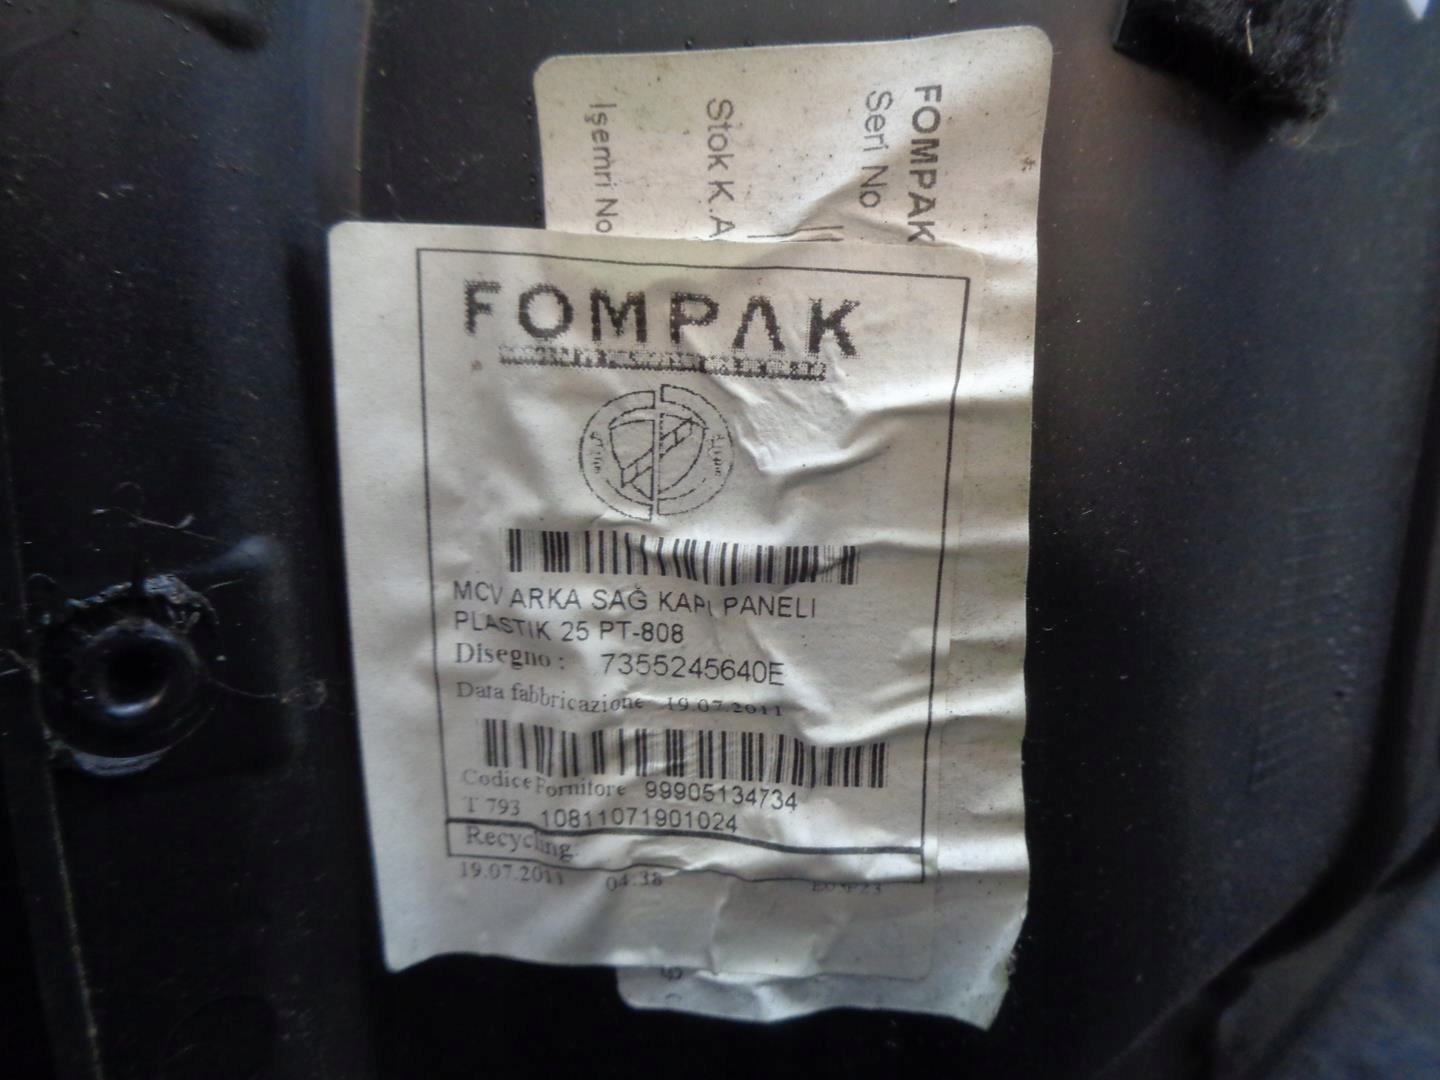 FOMPAK
Seri No
Stok K.A
İşemri No
FOMPAK
MCV ARKA SAĞ KAPI PANELI
PLASTIK 25 PT-808
Disegno : 7355245640E
Data fabbricazione 19.07.2011
Codice Fornitore 99905134734
T 793 10811071901024
Recycling:
19.07.2011 04:38